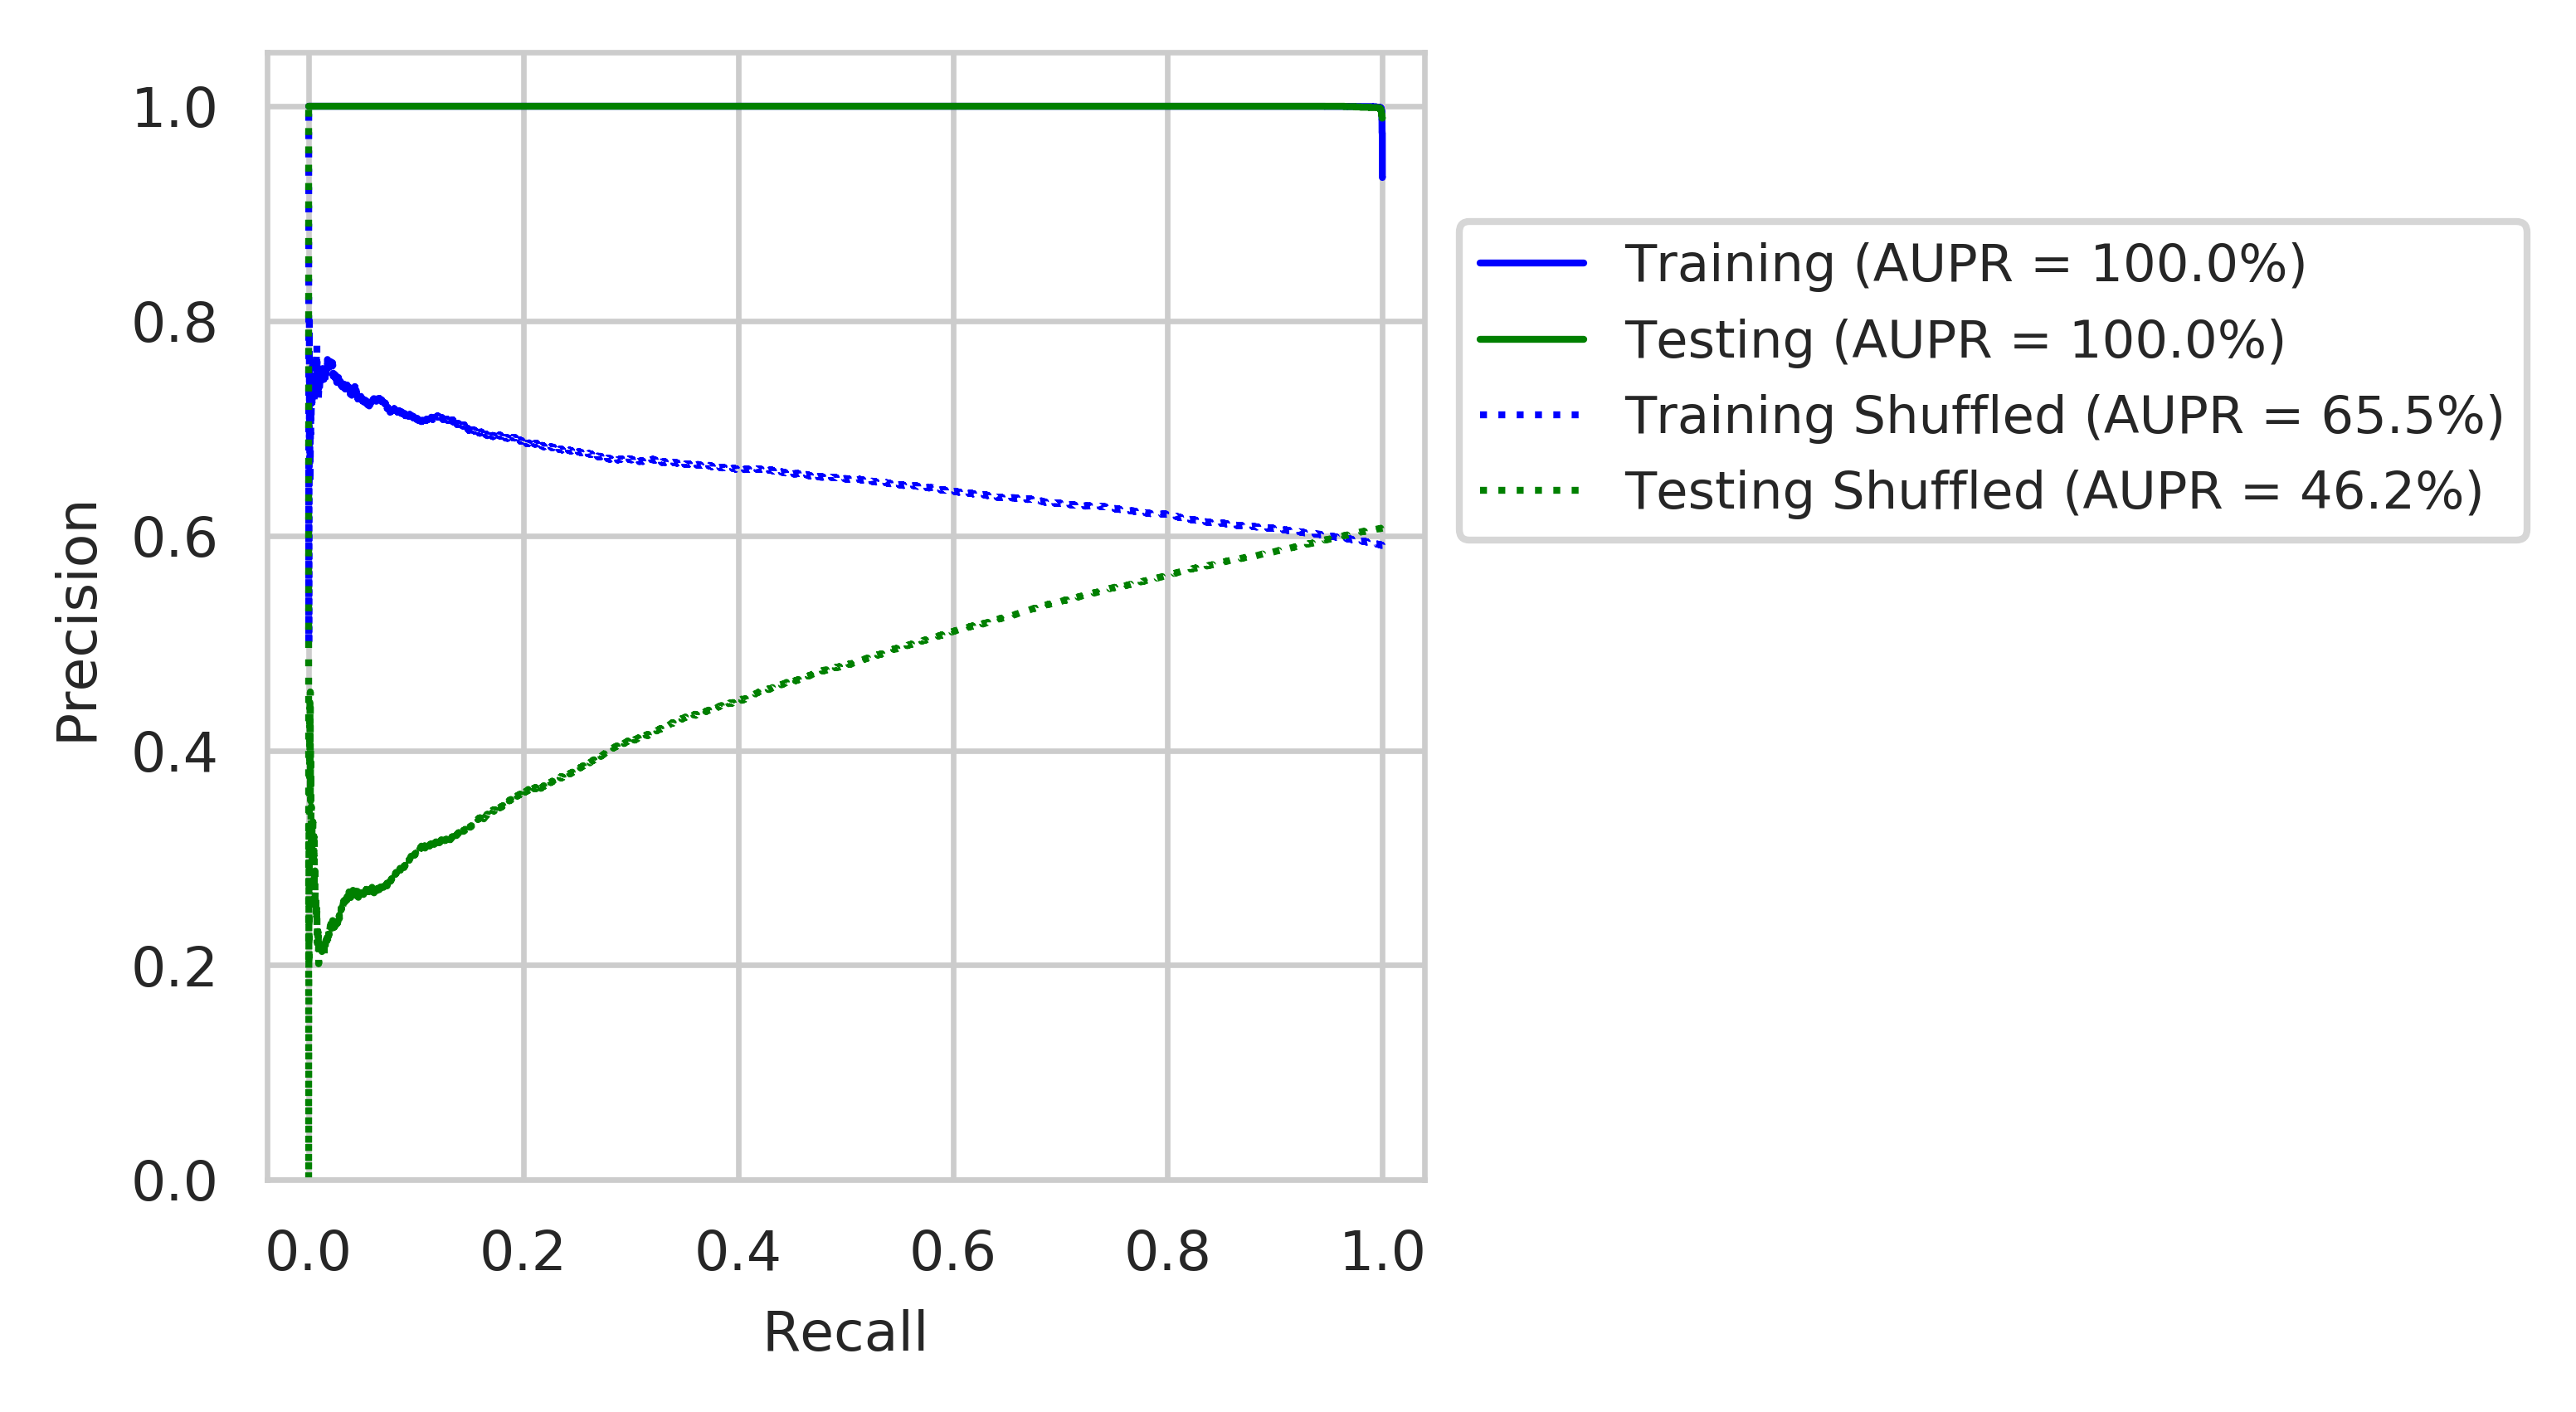 1.0
0.8
0.6
0.4
0.2
0.0
Precision
0.0 0.2 0.4 0.6 0.8 1.0
Recall
Training (AUPR = 100.0%)
Testing (AUPR = 100.0%)
Training Shuffled (AUPR = 65.5%)
Testing Shuffled (AUPR = 46.2%)